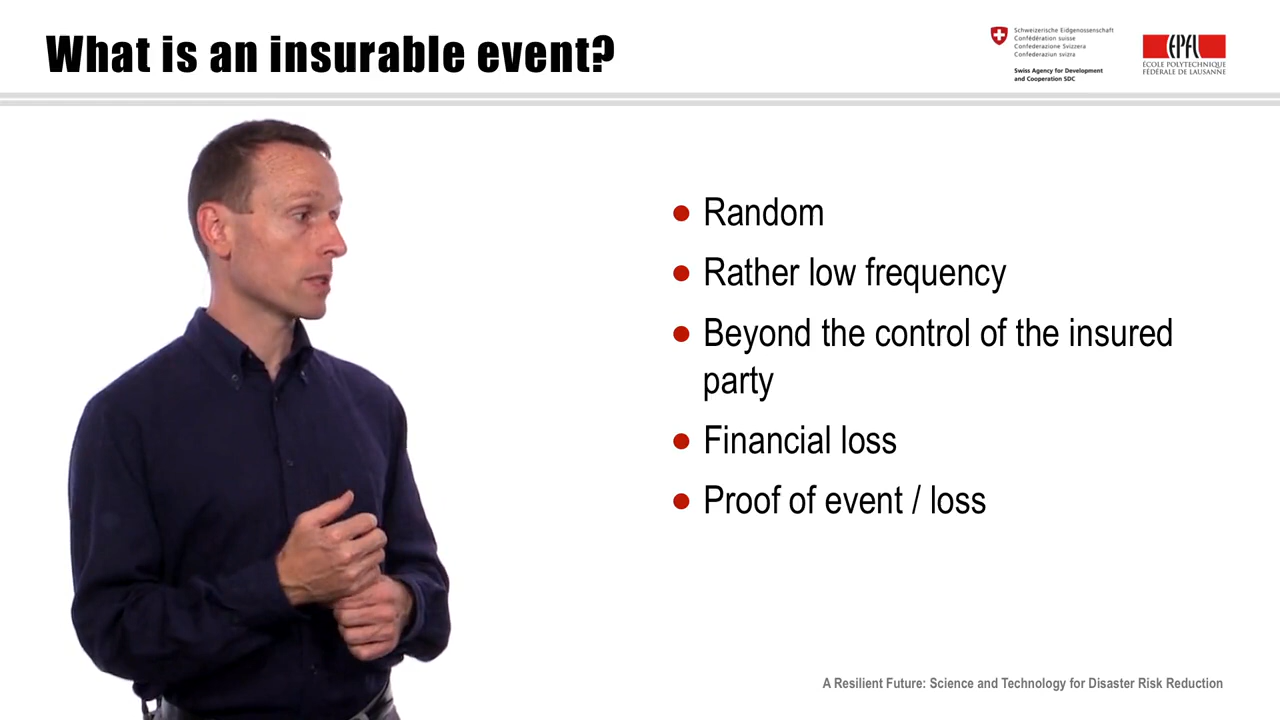 What is an insurable event?
Schweizerische Eidgenossenschaft
Confédération suisse
Confederazione Svizzera
Confederaziun svizra
Swiss Agency for Development
and Cooperation SDC
EPFL
ÉCOLE POLYTECHNIQUE
FÉDÉRALE DE LAUSANNE
● Random
● Rather low frequency
● Beyond the control of the insured
party
● Financial loss
● Proof of event / loss
A Resilient Future: Science and Technology for Disaster Risk Reduction